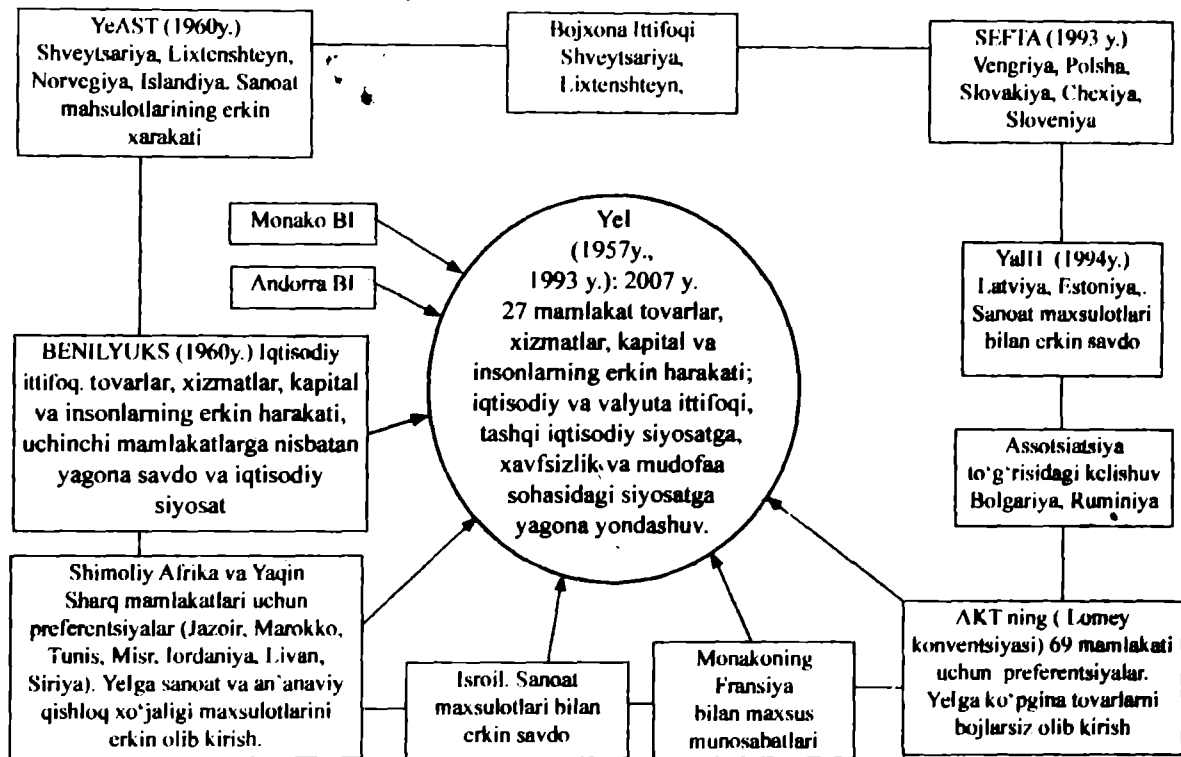 YeAST (1960y.)
Shveytsariya, Lixtenshteyn,
Norvegiya, Islandiya. Sanoat
mahsulotlarining erkin
xarakati
Bojxona Ittifoqi
Shveytsariya,
Lixtenshteyn,
SEFTA (1993 y.)
Vengriya, Polsha,
Slovakiya, Chexiya,
Sloveniya
Monako BI
Andorra BI
YeI
(1957y.,
1993 y.): 2007 y.
27 mamlakat tovarlar,
xizmatlar, kapital va
insonlarning erkin harakati;
iqtisodiy va valyuta ittifoqi,
tashqi iqtisodiy siyosatga,
xavfsizlik va mudofaa
sohasidagi siyosatga
yagona yondashuv.
(1994y.)
Latviya, Estoniya,.
Sanoat maxsulotlari
bilan erkin savdo
BENILYUKS (1960y.) Iqtisodiy
ittifoq. tovarlar, xizmatlar, kapital
va insonlarning erkin harakati,
uchinchi mamlakatlarga nisbatan
yagona savdo va iqtisodiy
siyosat
Assotsiatsiya
to‘g‘risidagi kelishuv
Bolgariya, Ruminiya
Shimoliy Afrika va Yaqin
Sharq mamlakatlari uchun
preferentsiyalar (Jazoir, Marokko,
Tunis, Misr, Iordaniya, Livan,
Siriya). YeIga sanoat va an`anaviy
qishloq xo‘jaligi maxsulotlarini
erkin olib kirish.
Isroil. Sanoat
maxsulotlari bilan
erkin savdo
Monakoning
Fransiya
bilan maxsus
munosabatlari
AKT ning ( Lomey
konventsiyasi) 69 mamlakati
uchun preferentsiyalar.
YeIga ko‘pgina tovarlarni
bojlarsiz olib kirish